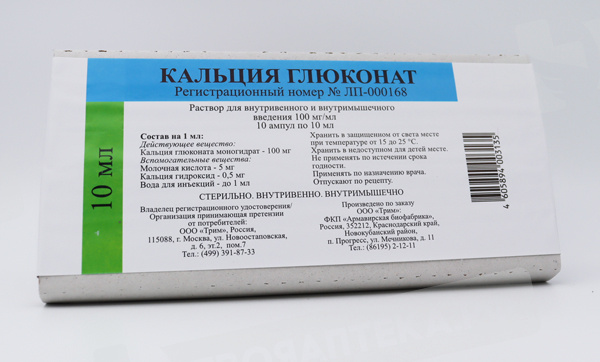 КАЛЬЦИЯ ГЛЮКОНАТ
Регистрационный номер № ЛП-000168
Раствор для внутривенного и внутримышечного
введения 100 мг/мл
10 ампул по 10 мл
10 МЛ
Состав на 1 мл:
Действующее вещество:
Кальция глюконата моногидрат - 100 мг
Вспомогательные вещества:
Молочная кислота - 5 мг
Кальция гидроксид - 0,5 мг
Вода для инъекций - до 1 мл
Хранить в защищенном от света месте
при температуре от 15 до 25 °С.
Хранить в недоступном для детей месте.
Не применять по истечении срока
годности.
Применять по назначению врача.
Отпускают по рецепту.
СТЕРИЛЬНО. ВНУТРИВЕННО. ВНУТРИМЫШЕЧНО
Владелец регистрационного удостоверения/
Организация принимающая претензии
от потребителей:
ООО «Трим», Россия,
115088, г. Москва, ул. Новоостаповская,
д. 6, эт.2, пом.7
Тел.: (499) 391-87-33
Произведено по заказу
ООО «Трим»:
ФКП «Армавирская биофабрика»,
Россия, 352212, Краснодарский край,
Новокубанский район,
п. Прогресс, ул. Мечникова, д. 11
Тел.: (86195) 2-12-11
4 605894 003135